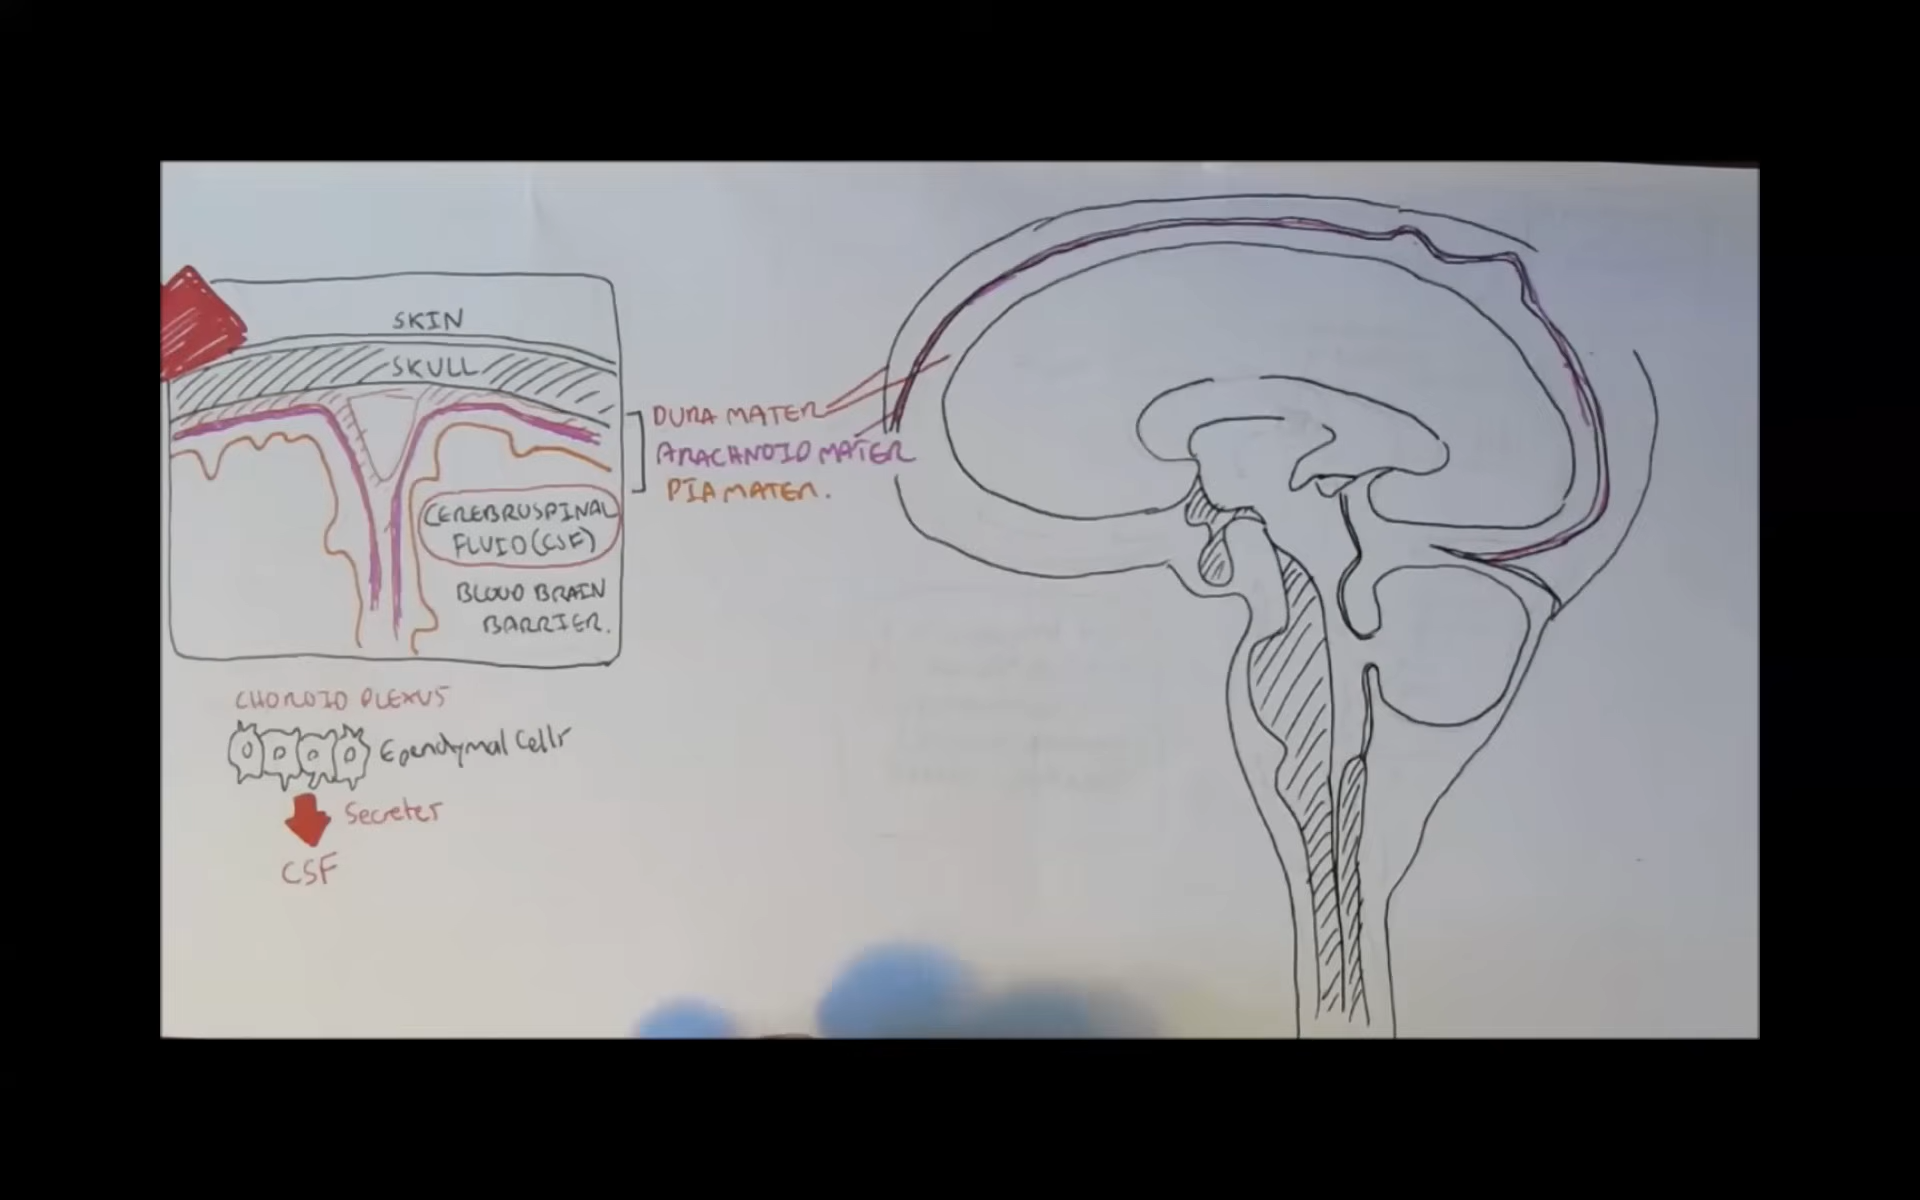 SKIN
SKULL
DURA MATER
ARACHNOID MATER
PIA MATER.
CEREBROSPINAL
FLUID (CSF)
BLOOD BRAIN
BARRIER.
CHOROID PLEXUS
Ependymal Cells
Secretes
CSF